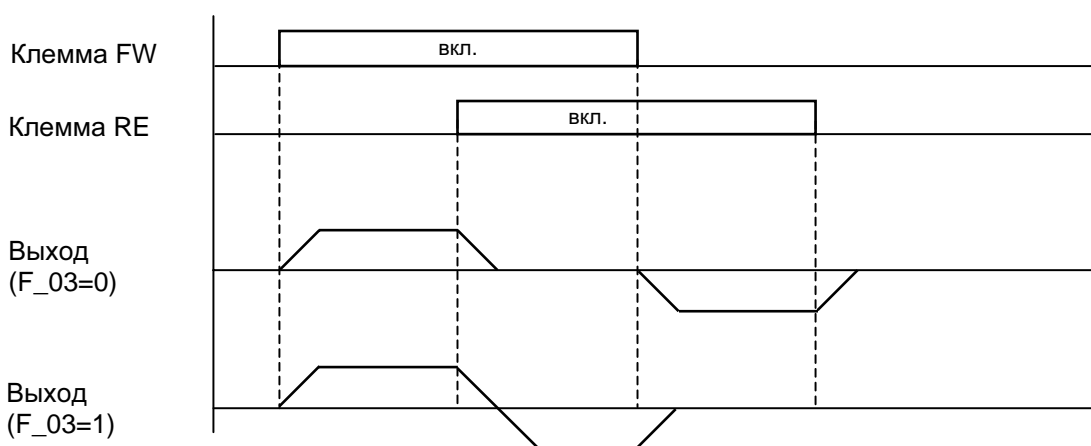 Клемма FW
вкл.
Клемма RE
вкл.
Выход
(F_03=0)
Выход
(F_03=1)